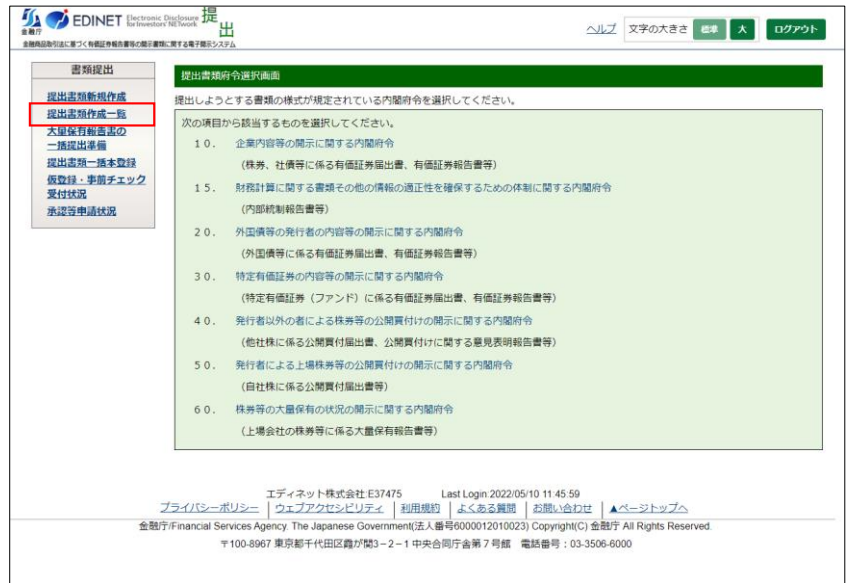 金融庁
EDINET Electronic Disclosure for Investors' NETwork 提出
金融商品取引法に基づく有価証券報告書等の開示書類に関する電子開示システム
ヘルプ 文字の大きさ 標準 大 ログアウト
書類提出
提出書類新規作成
提出書類作成一覧
大量保有報告書の
一括提出準備
提出書類一括本登録
仮登録・事前チェック
受付状況
承認等申請状況
提出書類府令選択画面
提出しようとする書類の様式が規定されている内閣府令を選択してください。
次の項目から該当するものを選択してください。
10. 企業内容等の開示に関する内閣府令
(株券、社債等に係る有価証券届出書、有価証券報告書等)
15. 財務計算に関する書類その他の情報の適正性を確保するための体制に関する内閣府令
(内部統制報告書等)
20. 外国債等の発行者の内容等の開示に関する内閣府令
(外国債等に係る有価証券届出書、有価証券報告書等)
30. 特定有価証券の内容等の開示に関する内閣府令
(特定有価証券(ファンド)に係る有価証券届出書、有価証券報告書等)
40. 発行者以外の者による株券等の公開買付けの開示に関する内閣府令
(他社株に係る公開買付届出書、公開買付けに関する意見表明報告書等)
50. 発行者による上場株券等の公開買付けの開示に関する内閣府令
(自社株に係る公開買付届出書等)
60. 株券等の大量保有の状況の開示に関する内閣府令
(上場会社の株券等に係る大量保有報告書等)
エディネット株式会社:E37475 Last Login:2022/05/10 11:45:59
プライバシーポリシー | ウェブアクセシビリティ | 利用規約 | よくある質問 | お問い合わせ | ▲ページトップへ
金融庁/Financial Services Agency. The Japanese Government(法人番号6000012010023) Copyright(C) 金融庁 All Rights Reserved.
〒100-8967 東京都千代田区霞が関3-2-1 中央合同庁舎第7号館 電話番号:03-3506-6000